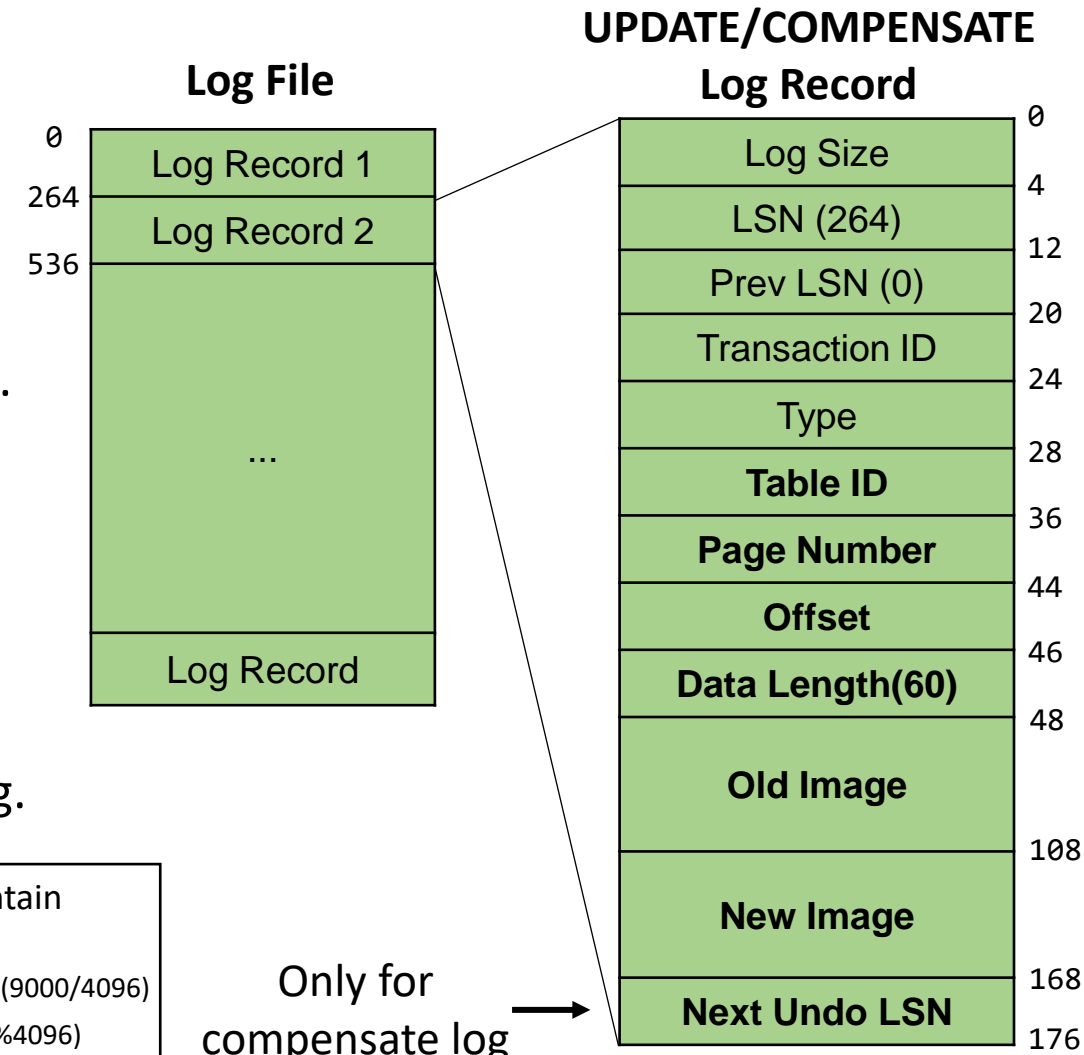 UPDATE/COMPENSATE
Log File
Log Record
0
Log Record 1
264
Log Record 2
536
...
Log Record
0
Log Size
4
LSN (264)
12
Prev LSN (0)
20
Transaction ID
24
Type
28
Table ID
36
Page Number
44
Offset
46
Data Length(60)
48
Old Image
108
New Image
168
Next Undo LSN
176
.
g.
ntain
(9000/4096)
%4096)
Only for
compensate log